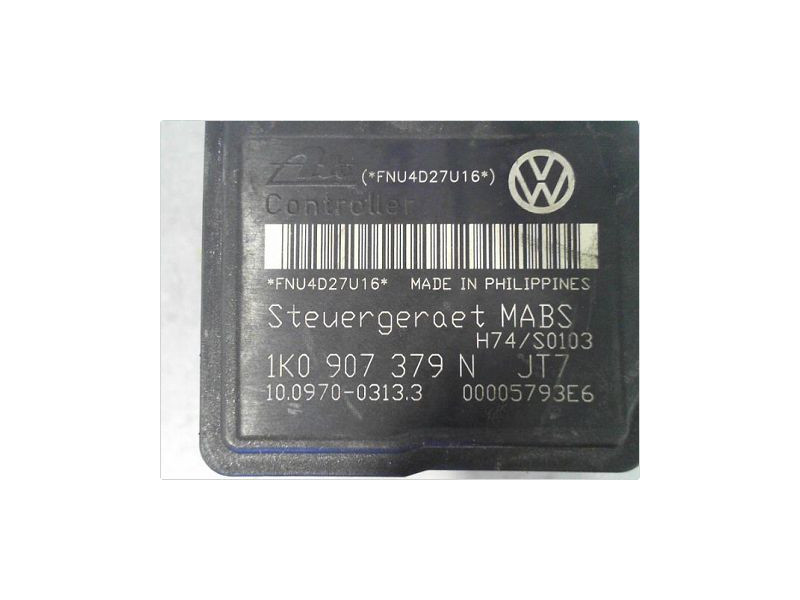 Ate (*FNU4D27U16*)
Controller
*FNU4D27U16* MADE IN PHILIPPINES
Steuergeraet MABS
H74/S0103
1K0 907 379 N JT7
10.0970-0313.3 00005793E6